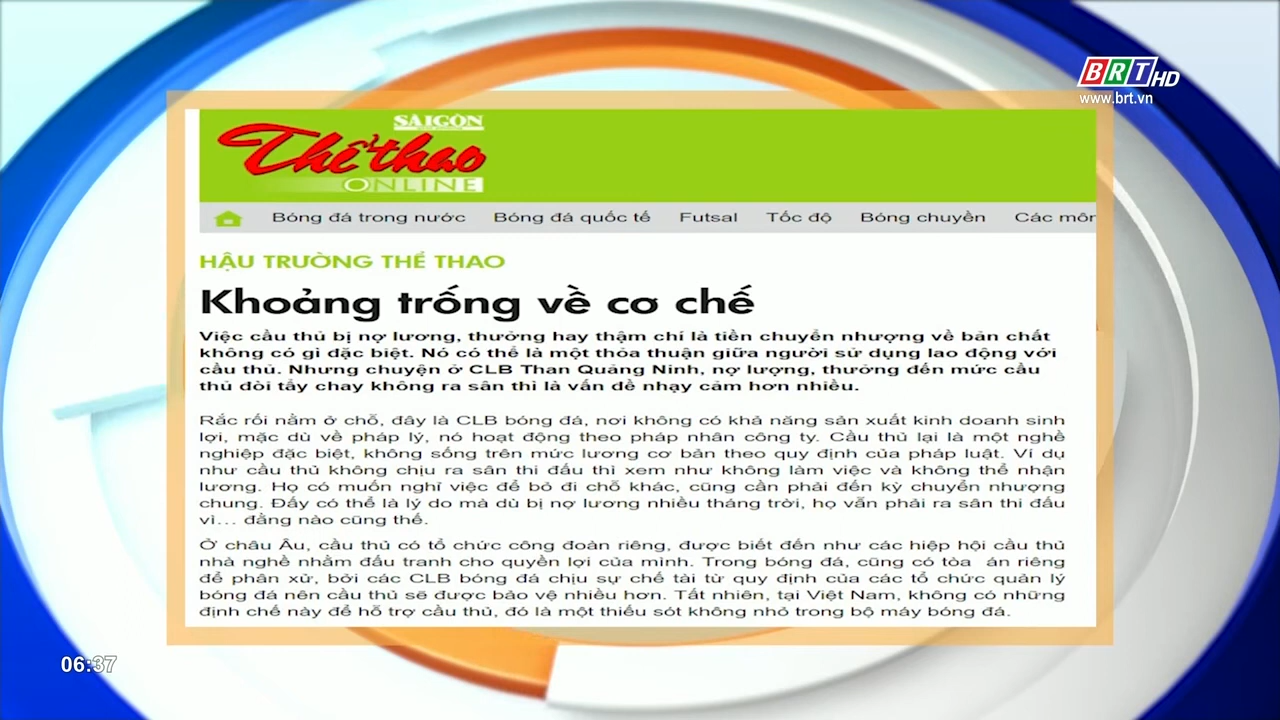 BRT HD
www.brt.vn
SÀIGÒN
Thể thao
ONLINE
Bóng đá trong nước Bóng đá quốc tế Futsal Tốc độ Bóng chuyền Các môn
HẬU TRƯỜNG THỂ THAO
Khoảng trống về cơ chế
Việc cầu thủ bị nợ lương, thưởng hay thậm chí là tiền chuyển nhượng về bản chất
không có gì đặc biệt. Nó có thể là một thỏa thuận giữa người sử dụng lao động với
cầu thủ. Nhưng chuyện ở CLB Than Quảng Ninh, nợ lượng, thưởng đến mức cầu
thủ đòi tẩy chay không ra sân thì là vấn đề nhạy cảm hơn nhiều.
Rắc rối nằm ở chỗ, đây là CLB bóng đá, nơi không có khả năng sản xuất kinh doanh sinh
lợi, mặc dù về pháp lý, nó hoạt động theo pháp nhân công ty. Cầu thủ lại là một nghề
nghiệp đặc biệt, không sống trên mức lương cơ bản theo quy định của pháp luật. Ví dụ
như cầu thủ không chịu ra sân thi đấu thì xem như không làm việc và không thể nhận
lương. Họ có muốn nghỉ việc để bỏ đi chỗ khác, cũng cần phải đến kỳ chuyển nhượng
chung. Đấy có thể là lý do mà dù bị nợ lương nhiều tháng trời, họ vẫn phải ra sân thi đấu
vì... đằng nào cũng thế.
Ở châu Âu, cầu thủ có tổ chức công đoàn riêng, được biết đến như các hiệp hội cầu thủ
nhà nghề nhằm đấu tranh cho quyền lợi của mình. Trong bóng đá, cũng có tòa án riêng
để phân xử, bởi các CLB bóng đá chịu sự chế tài từ quy định của các tổ chức quản lý
bóng đá nên cầu thủ sẽ được bảo vệ nhiều hơn. Tất nhiên, tại Việt Nam, không có những
định chế này để hỗ trợ cầu thủ, đó là một thiếu sót không nhỏ trong bộ máy bóng đá.
06:37